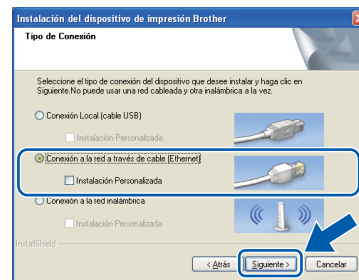 Instalación del dispositivo de impresión Brother
Tipo de Conexión
Seleccione el tipo de conexión del dispositivo que desee instalar y haga clic en
Siguiente.No puede usar una red cableada y otra inalámbrica a la vez.
Conexión Local (cable USB)
Instalación Personalizada
Conexión a la red a través de cable (Ethernet)
Instalación Personalizada
Conexión a la red inalámbrica
Instalación Personalizada
InstallShield
< Atrás Siguiente > Cancelar